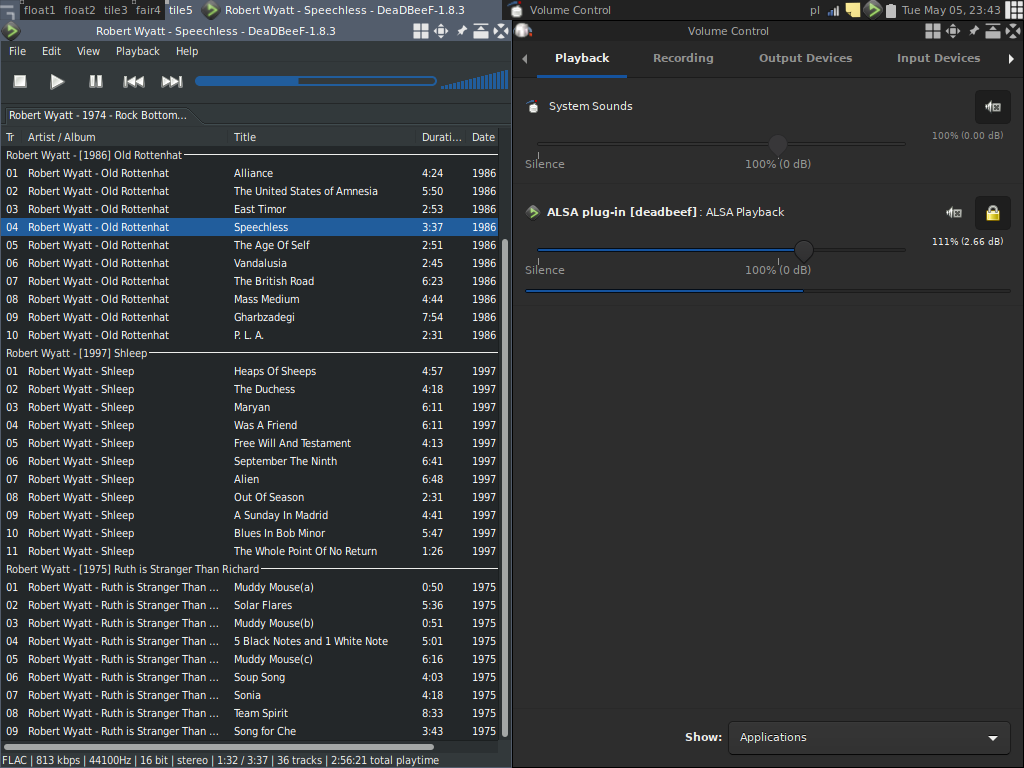 float1 float2 tile3 fair4 tile5 Robert Wyatt - Speechless - DeaDBeeF-1.8.3 Volume Control pl Tue May 05, 23:43
Robert Wyatt - Speechless - DeaDBeeF-1.8.3
File Edit View Playback Help
Robert Wyatt - 1974 - Rock Bottom...
Tr Artist / Album Title Durati... Date
Robert Wyatt - [1986] Old Rottenhat
01 Robert Wyatt - Old Rottenhat Alliance 4:24 1986
02 Robert Wyatt - Old Rottenhat The United States of Amnesia 5:50 1986
03 Robert Wyatt - Old Rottenhat East Timor 2:53 1986
04 Robert Wyatt - Old Rottenhat Speechless 3:37 1986
05 Robert Wyatt - Old Rottenhat The Age Of Self 2:51 1986
06 Robert Wyatt - Old Rottenhat Vandalusia 2:45 1986
07 Robert Wyatt - Old Rottenhat The British Road 6:23 1986
08 Robert Wyatt - Old Rottenhat Mass Medium 4:44 1986
09 Robert Wyatt - Old Rottenhat Gharbzadegi 7:54 1986
10 Robert Wyatt - Old Rottenhat P. L. A. 2:31 1986
Robert Wyatt - [1997] Shleep
01 Robert Wyatt - Shleep Heaps Of Sheeps 4:57 1997
02 Robert Wyatt - Shleep The Duchess 4:18 1997
03 Robert Wyatt - Shleep Maryan 6:11 1997
04 Robert Wyatt - Shleep Was A Friend 6:11 1997
05 Robert Wyatt - Shleep Free Will And Testament 4:13 1997
06 Robert Wyatt - Shleep September The Ninth 6:41 1997
07 Robert Wyatt - Shleep Alien 6:48 1997
08 Robert Wyatt - Shleep Out Of Season 2:31 1997
09 Robert Wyatt - Shleep A Sunday In Madrid 4:41 1997
10 Robert Wyatt - Shleep Blues In Bob Minor 5:47 1997
11 Robert Wyatt - Shleep The Whole Point Of No Return 1:26 1997
Robert Wyatt - [1975] Ruth is Stranger Than Richard
01 Robert Wyatt - Ruth is Stranger Than ... Muddy Mouse(a) 0:50 1975
02 Robert Wyatt - Ruth is Stranger Than ... Solar Flares 5:36 1975
03 Robert Wyatt - Ruth is Stranger Than ... Muddy Mouse(b) 0:51 1975
04 Robert Wyatt - Ruth is Stranger Than ... 5 Black Notes and 1 White Note 5:01 1975
05 Robert Wyatt - Ruth is Stranger Than ... Muddy Mouse(c) 6:16 1975
06 Robert Wyatt - Ruth is Stranger Than ... Soup Song 4:03 1975
07 Robert Wyatt - Ruth is Stranger Than ... Sonia 4:18 1975
08 Robert Wyatt - Ruth is Stranger Than ... Team Spirit 8:33 1975
09 Robert Wyatt - Ruth is Stranger Than ... Song for Che 3:43 1975
FLAC | 813 kbps | 44100Hz | 16 bit | stereo | 1:32 / 3:37 | 36 tracks | 2:56:21 total playtime
Volume Control
Playback Recording Output Devices Input Devices
System Sounds
100% (0.00 dB)
Silence 100% (0 dB)
ALSA plug-in [deadbeef] : ALSA Playback
111% (2.66 dB)
Silence 100% (0 dB)
Show: Applications